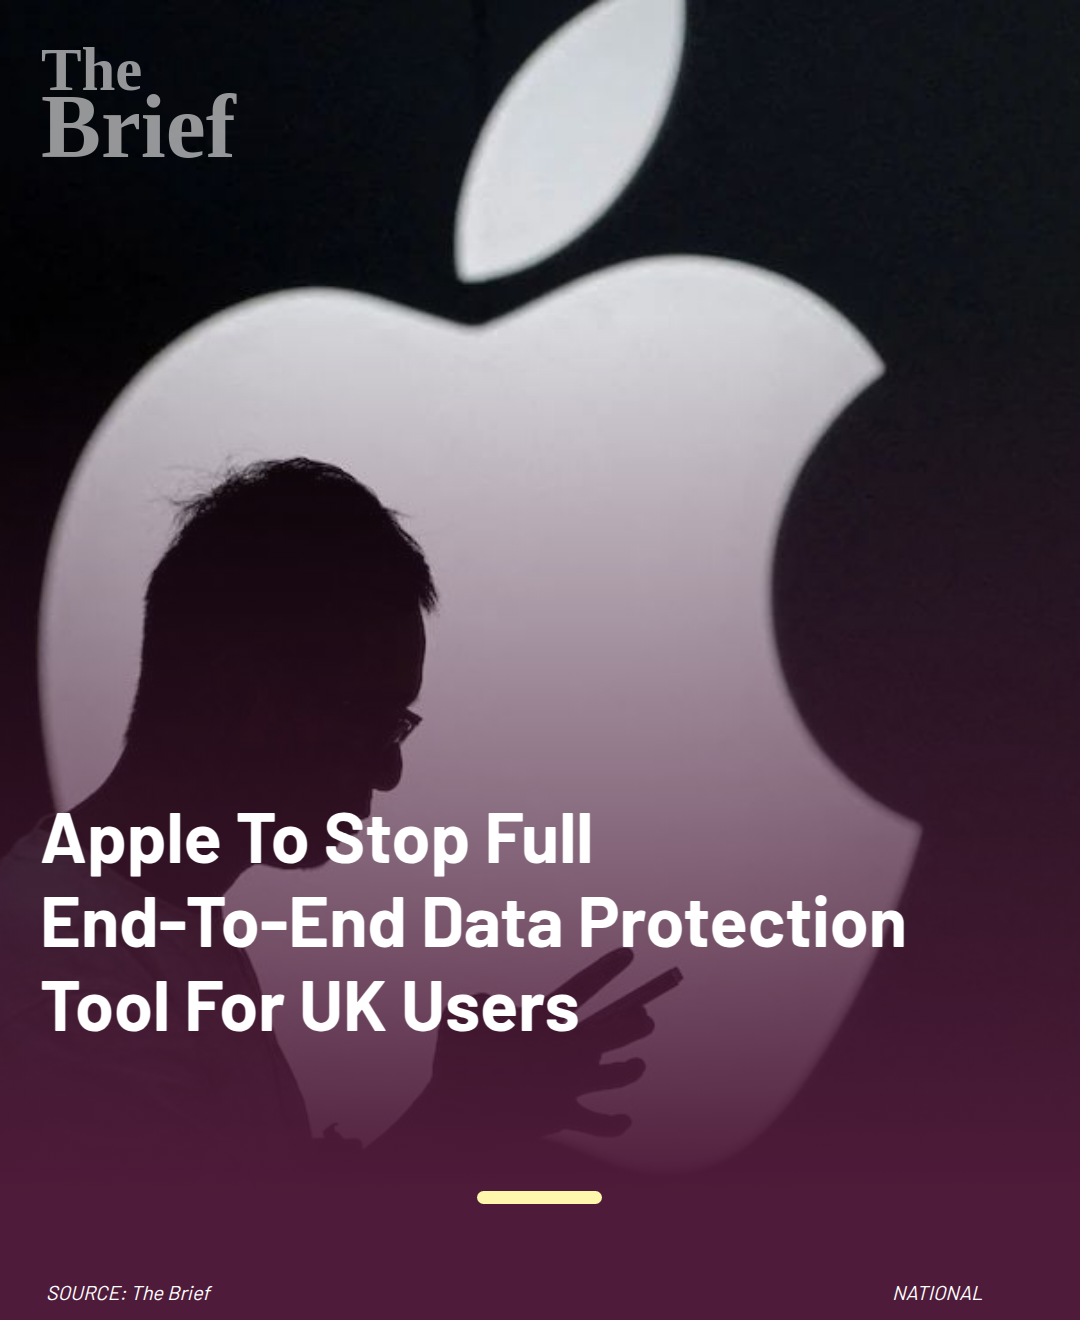 The
Brief
Apple To Stop Full
End-To-End Data Protection
Tool For UK Users
SOURCE: The Brief
NATIONAL